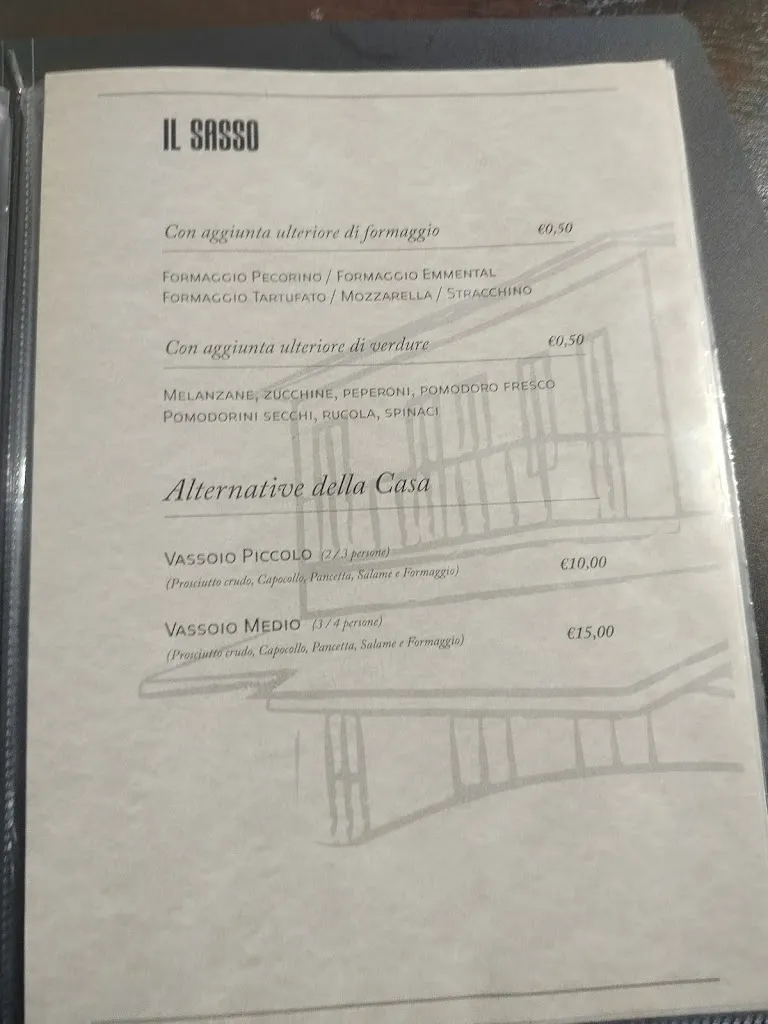 IL SASSO
Con aggiunta ulteriore di formaggio €0,50
Formaggio Pecorino / Formaggio Emmental
Formaggio Tartufato / Mozzarella / Stracchino
Con aggiunta ulteriore di verdure €0,50
Melanzane, zucchine, peperoni, pomodoro fresco
Pomodorini secchi, rucola, spinaci
Alternative della Casa
Vassoio Piccolo (2 / 3 persone) €10,00
(Prosciutto crudo, Capocollo, Pancetta, Salame e Formaggio)
Vassoio Medio (3 / 4 persone) €15,00
(Prosciutto crudo, Capocollo, Pancetta, Salame e Formaggio)